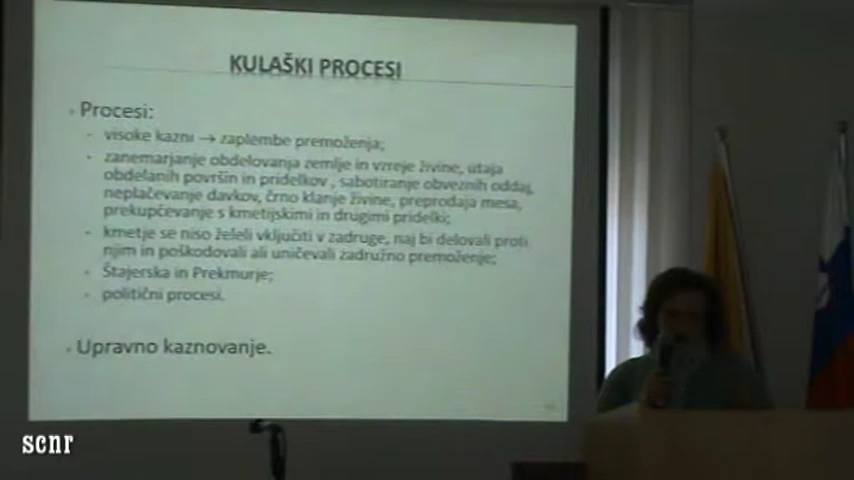 KULAŠKI PROCESI
Procesi:
- visoke kazni → zaplembe premoženja;
- zanemarjanje obdelovanja zemlje in vzreje živine, utaja
obdelanih površin in pridelkov , sabotiranje obveznih oddaj,
neplačevanje davkov, črno klanje živine, preprodaja mesa,
prekupčevanje s kmetijskimi in drugimi pridelki;
- kmetje se niso želeli vključiti v zadruge, naj bi delovali proti
njim in poškodovali ali uničevali zadružno premoženje;
- Štajerska in Prekmurje;
- politični procesi.
Upravno kaznovanje.
scnr